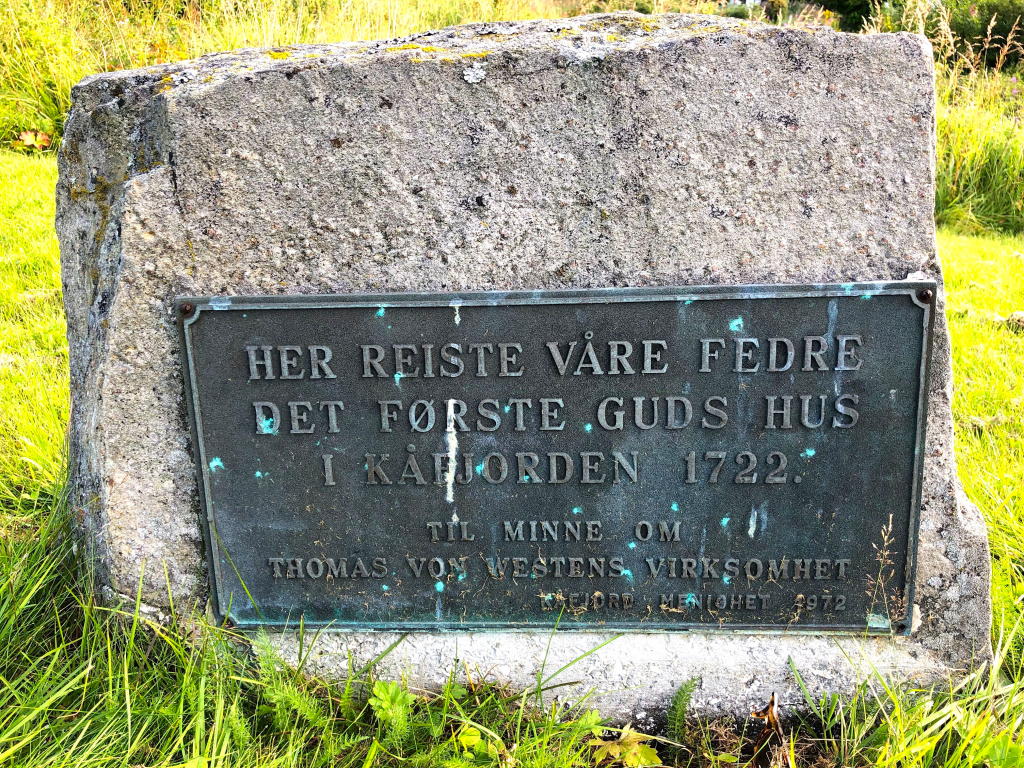 HER REISTE VÅRE FEDRE
DET FØRSTE GUDS HUS
I KÅFJORDEN 1722.
TIL MINNE OM
THOMAS VON WESTENS VIRKSOMHET
KÅFJORD MENIGHET 1972